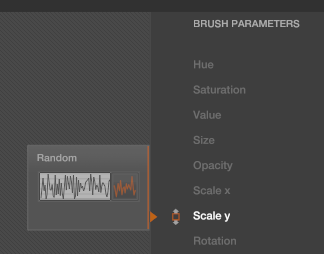 BRUSH PARAMETERS
Hue
Saturation
Value
Size
Opacity
Random
Scale x
Scale y
Rotation